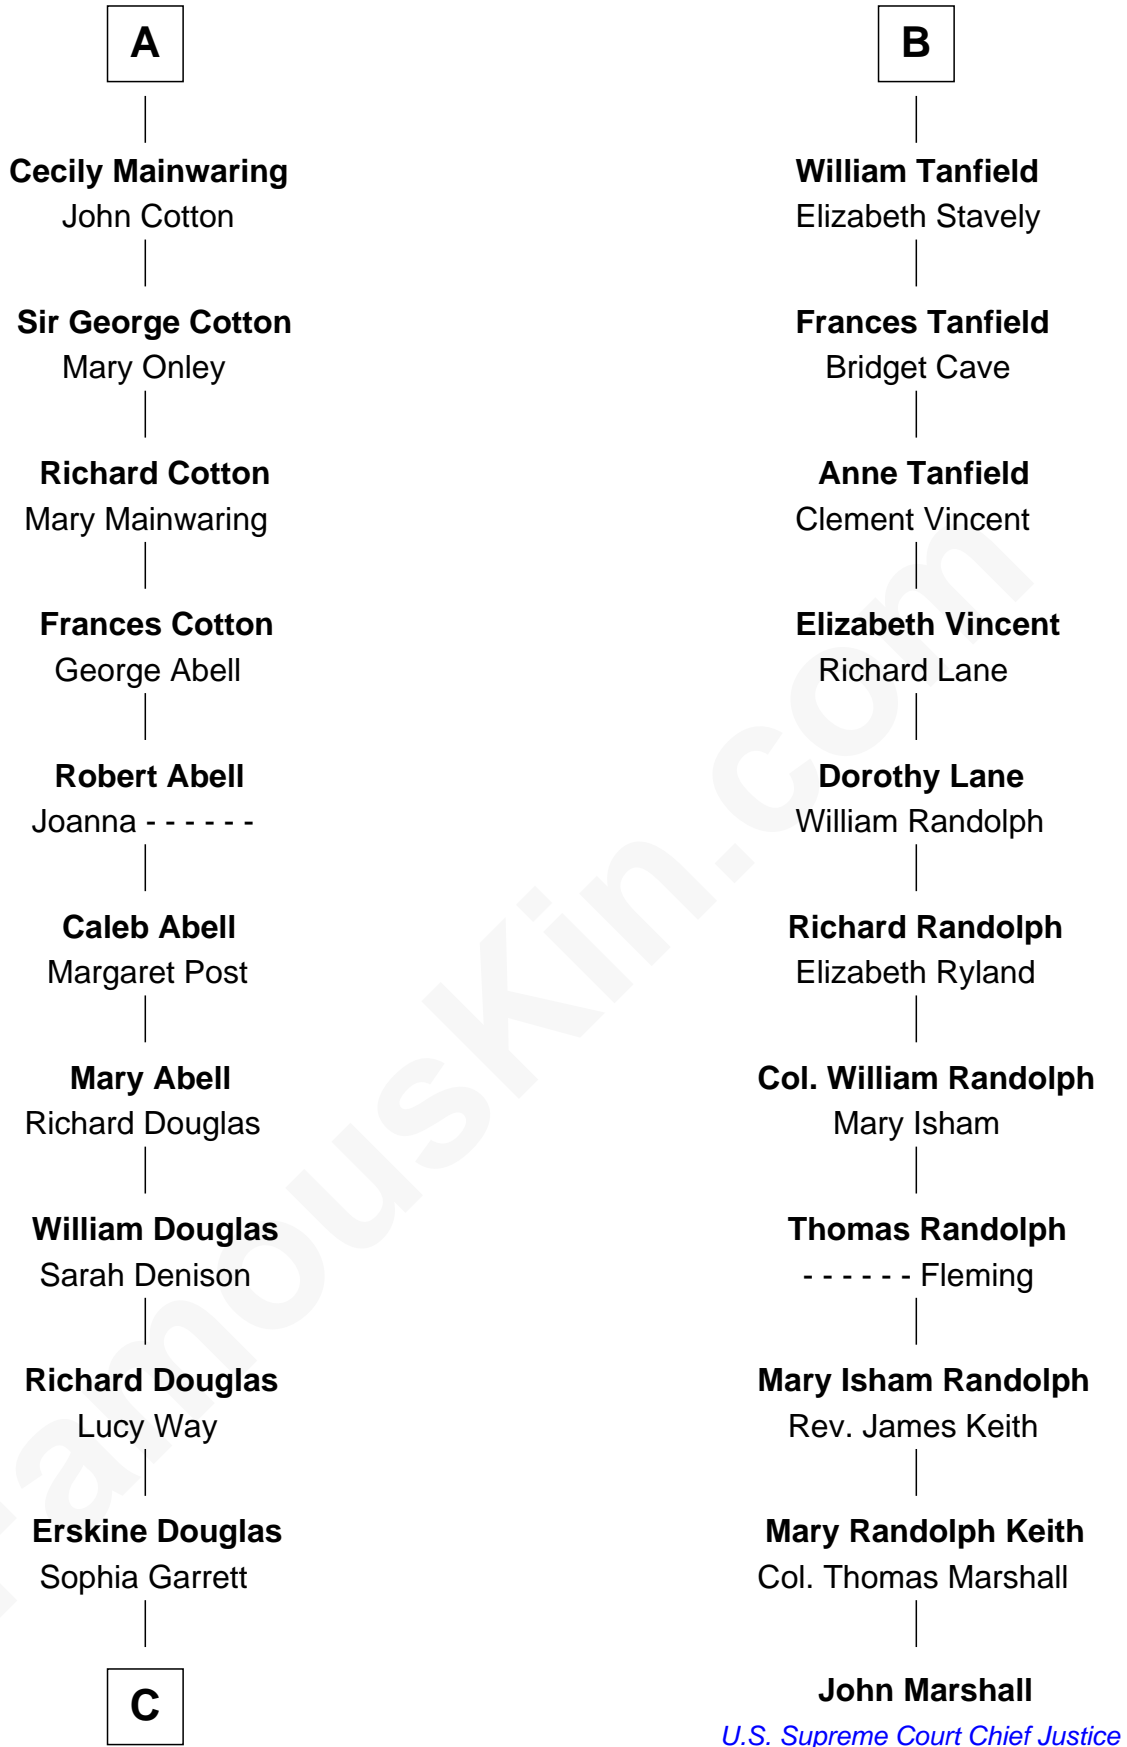 A
Cecily Mainwaring
John Cotton
Sir George Cotton
Mary Onley
Richard Cotton
Mary Mainwaring
Frances Cotton
George Abell
Robert Abell
Joanna - - - - - -
Caleb Abell
Margaret Post
Mary Abell
Richard Douglas
William Douglas
Sarah Denison
Richard Douglas
Lucy Way
Erskine Douglas
Sophia Garrett
C
B
William Tanfield
Elizabeth Stavely
Frances Tanfield
Bridget Cave
Anne Tanfield
Clement Vincent
Elizabeth Vincent
Richard Lane
Dorothy Lane
William Randolph
Richard Randolph
Elizabeth Ryland
Col. William Randolph
Mary Isham
Thomas Randolph
- - - - - - Fleming
Mary Isham Randolph
Rev. James Keith
Mary Randolph Keith
Col. Thomas Marshall
John Marshall
U.S. Supreme Court Chief Justice
FamousKin.com